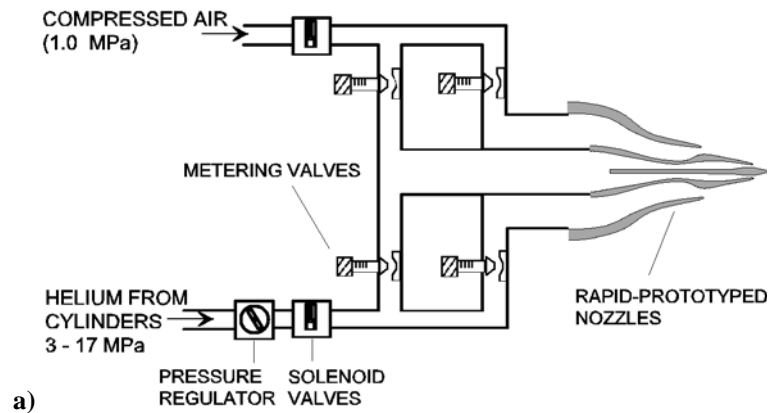 COMPRESSED AIR
(1.0 MPa)
METERING VALVES
HELIUM FROM
CYLINDERS
3 - 17 MPa
RAPID-PROTOTYPED
NOZZLES
PRESSURE
REGULATOR
SOLENOID
VALVES
a)